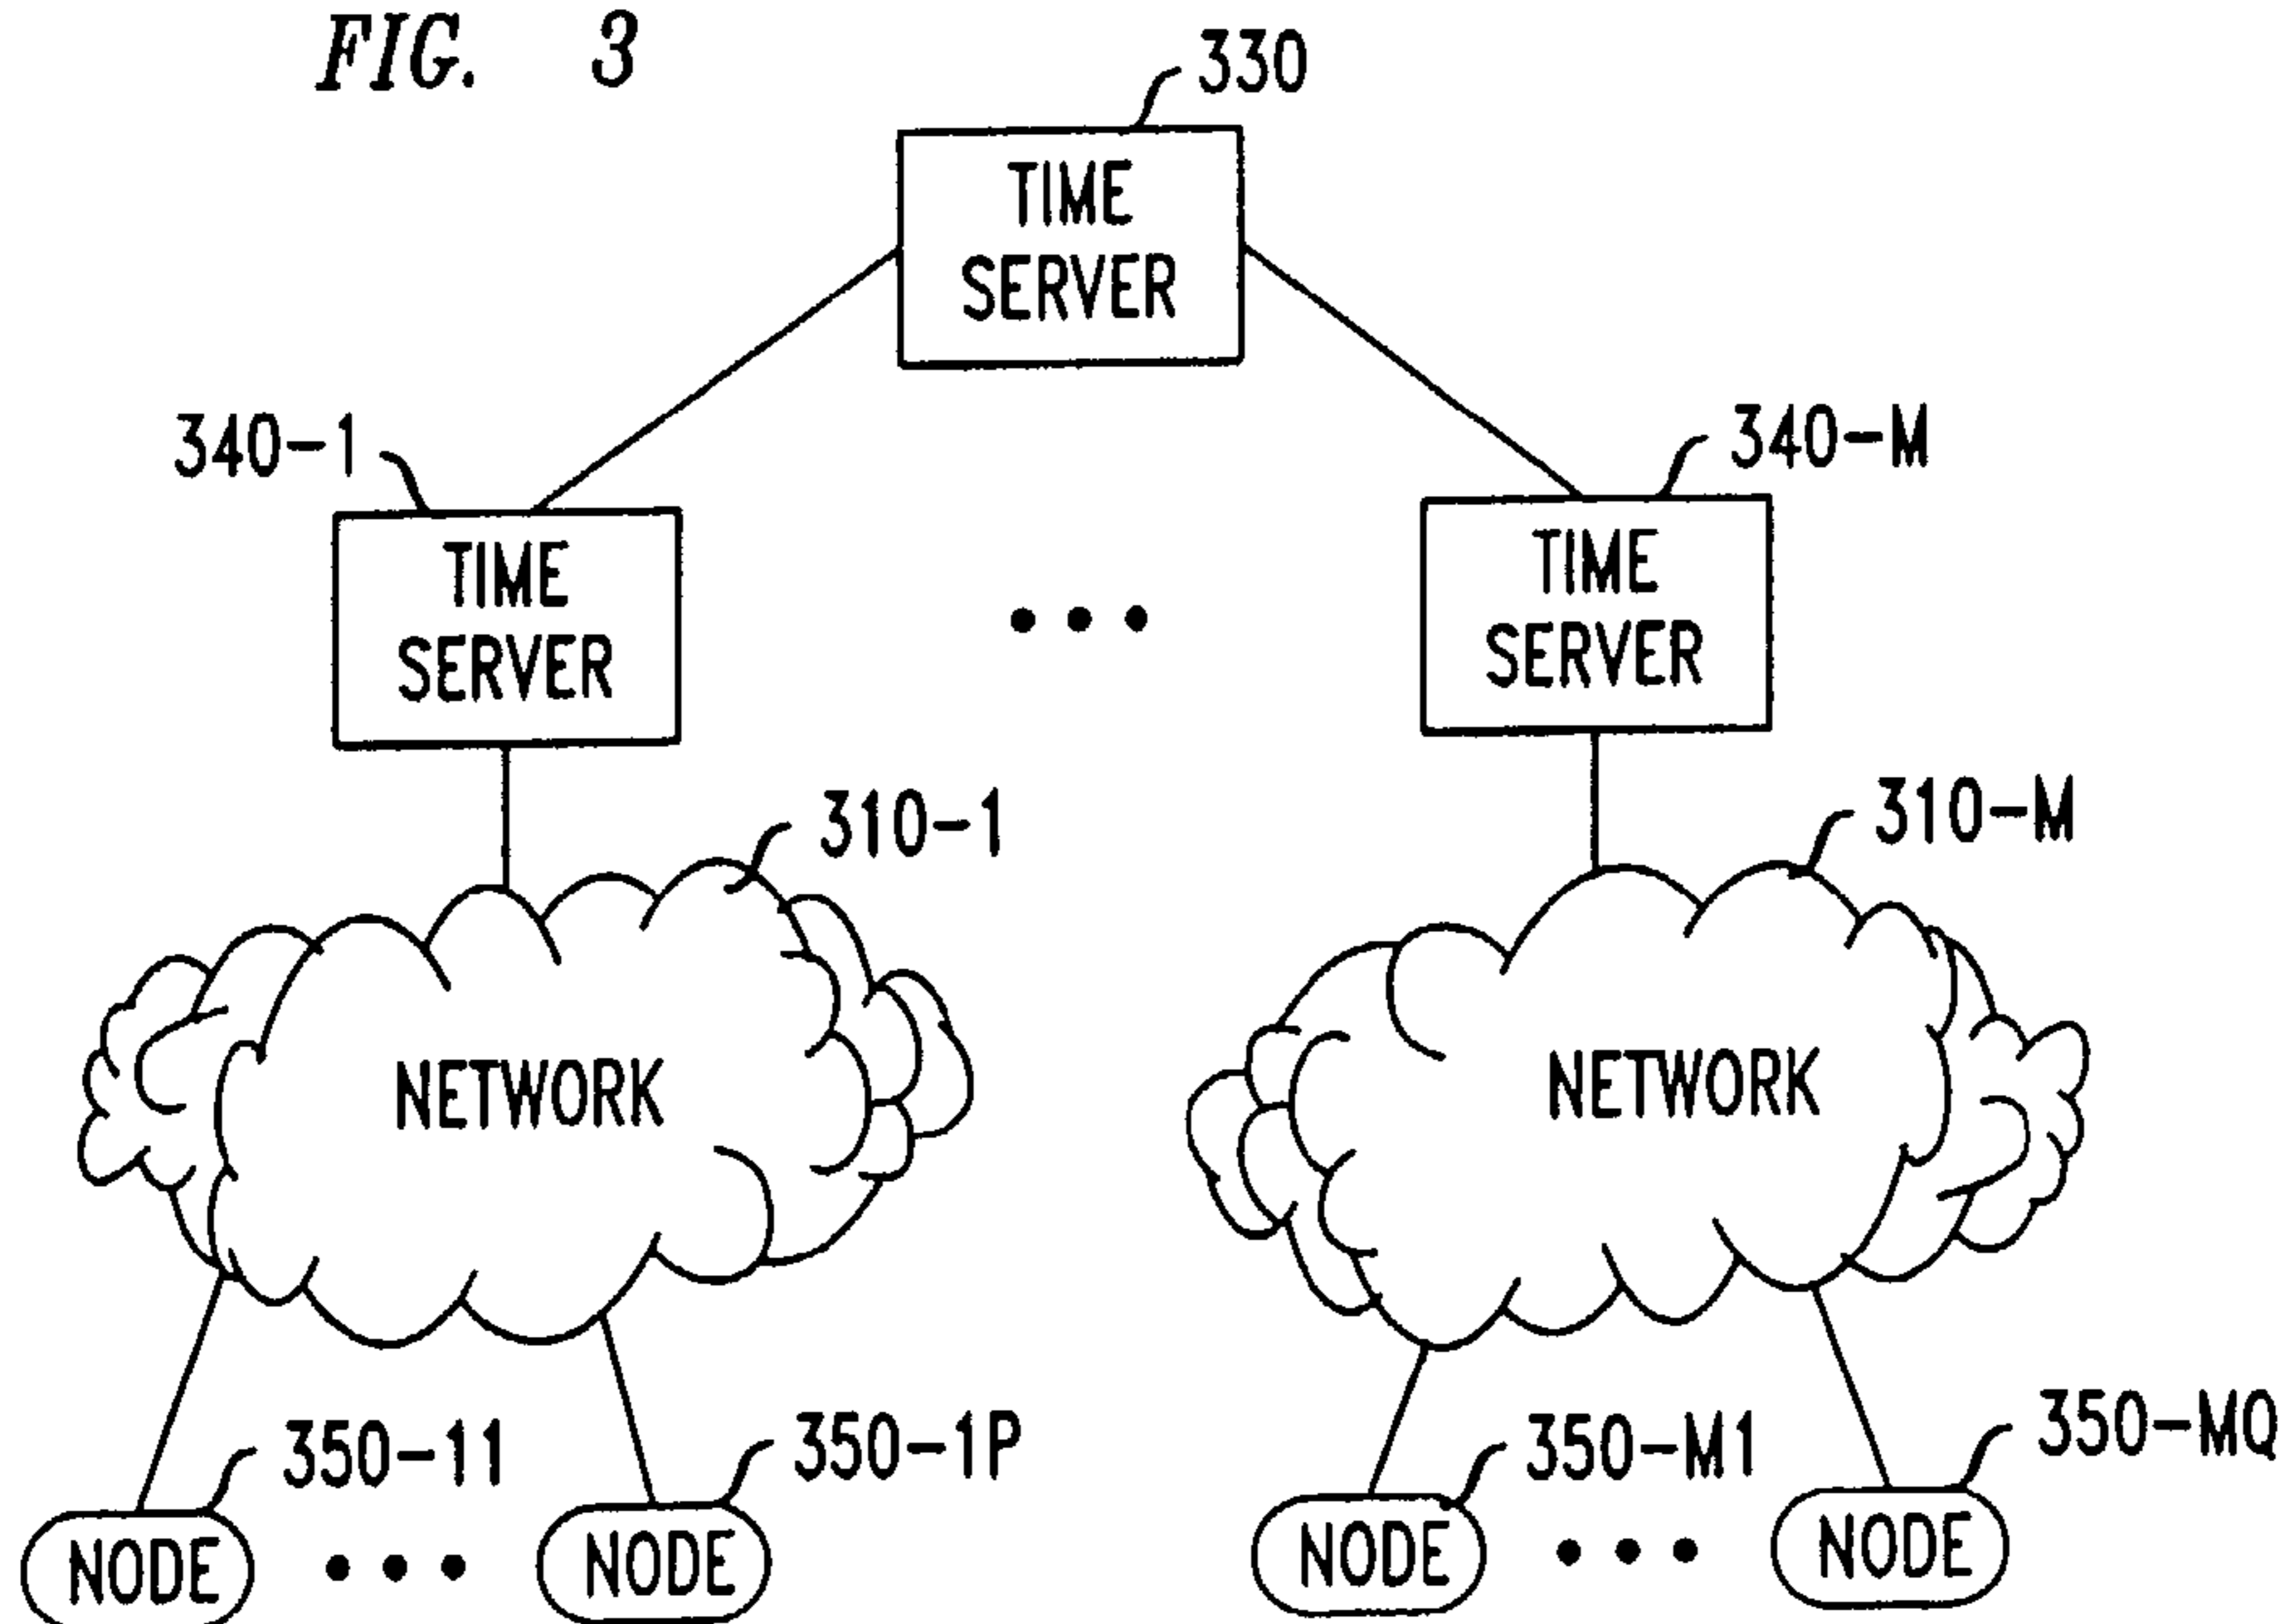 FIG. 3
330
TIME
SERVER
340-1
340-M
TIME
SERVER
TIME
SERVER
310-1
310-M
NETWORK
NETWORK
350-11
350-1P
350-M1
350-MQ
NODE
NODE
NODE
NODE